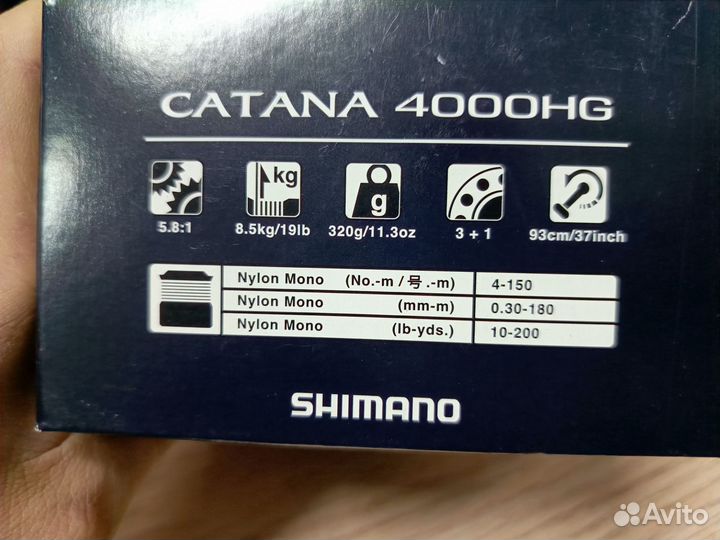 CATANA 4000HG
kg
g
5.8:1 8.5kg/19lb 320g/11.3oz 3 + 1 93cm/37inch
Nylon Mono (No.-m / 号.-m) 4-150
Nylon Mono (mm-m) 0.30-180
Nylon Mono (lb-yds.) 10-200
SHIMANO
Avito